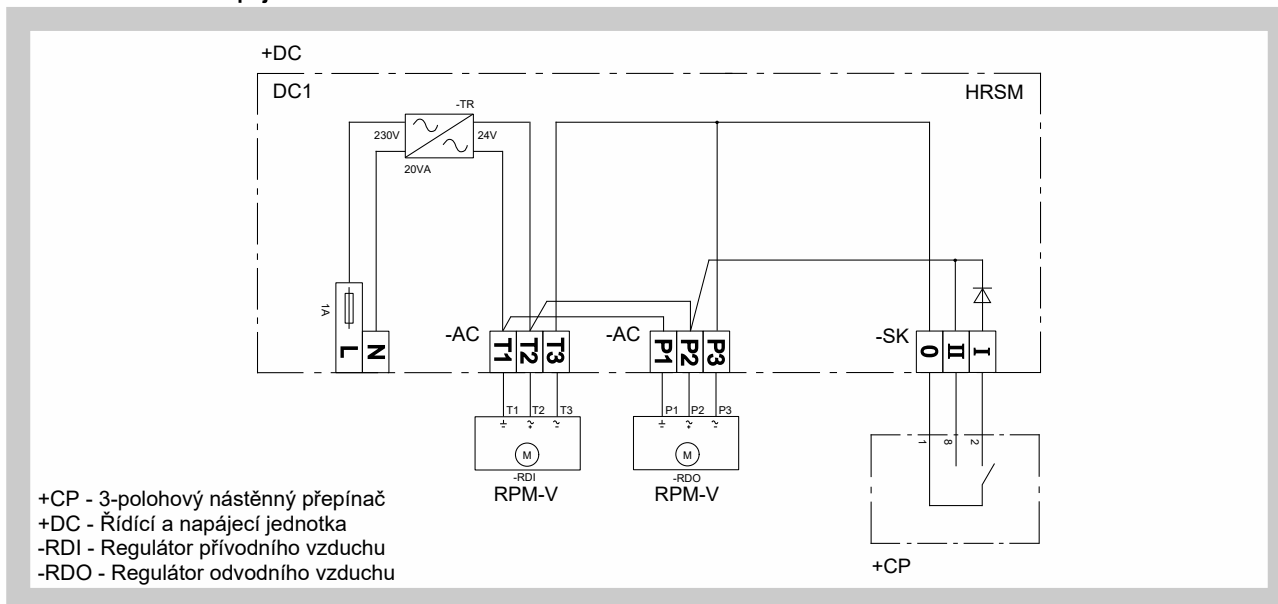 +DC
DC1
HRSM
-TR
230V
24V
20VA
1A
L
N
-AC
T1
T2
T3
-AC
P1
P2
P3
-SK
0
II
I
T1
T2
T3
P1
P2
P3
M
M
-RDI
-RDO
RPM-V
RPM-V
1
8
2
+CP
+CP - 3-polohový nástěnný přepínač
+DC - Řídící a napájecí jednotka
-RDI - Regulátor přívodního vzduchu
-RDO - Regulátor odvodního vzduchu